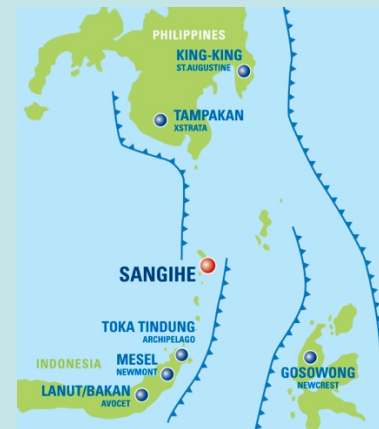 PHILIPPINES
KING-KING
ST.AUGUSTINE
TAMPAKAN
XSTRATA
SANGIHE
TOKA TINDUNG
ARCHIPELAGO
INDONESIA
MESEL
NEWMONT
GOSOWONG
NEWCREST
LANUT/BAKAN
AVOCET